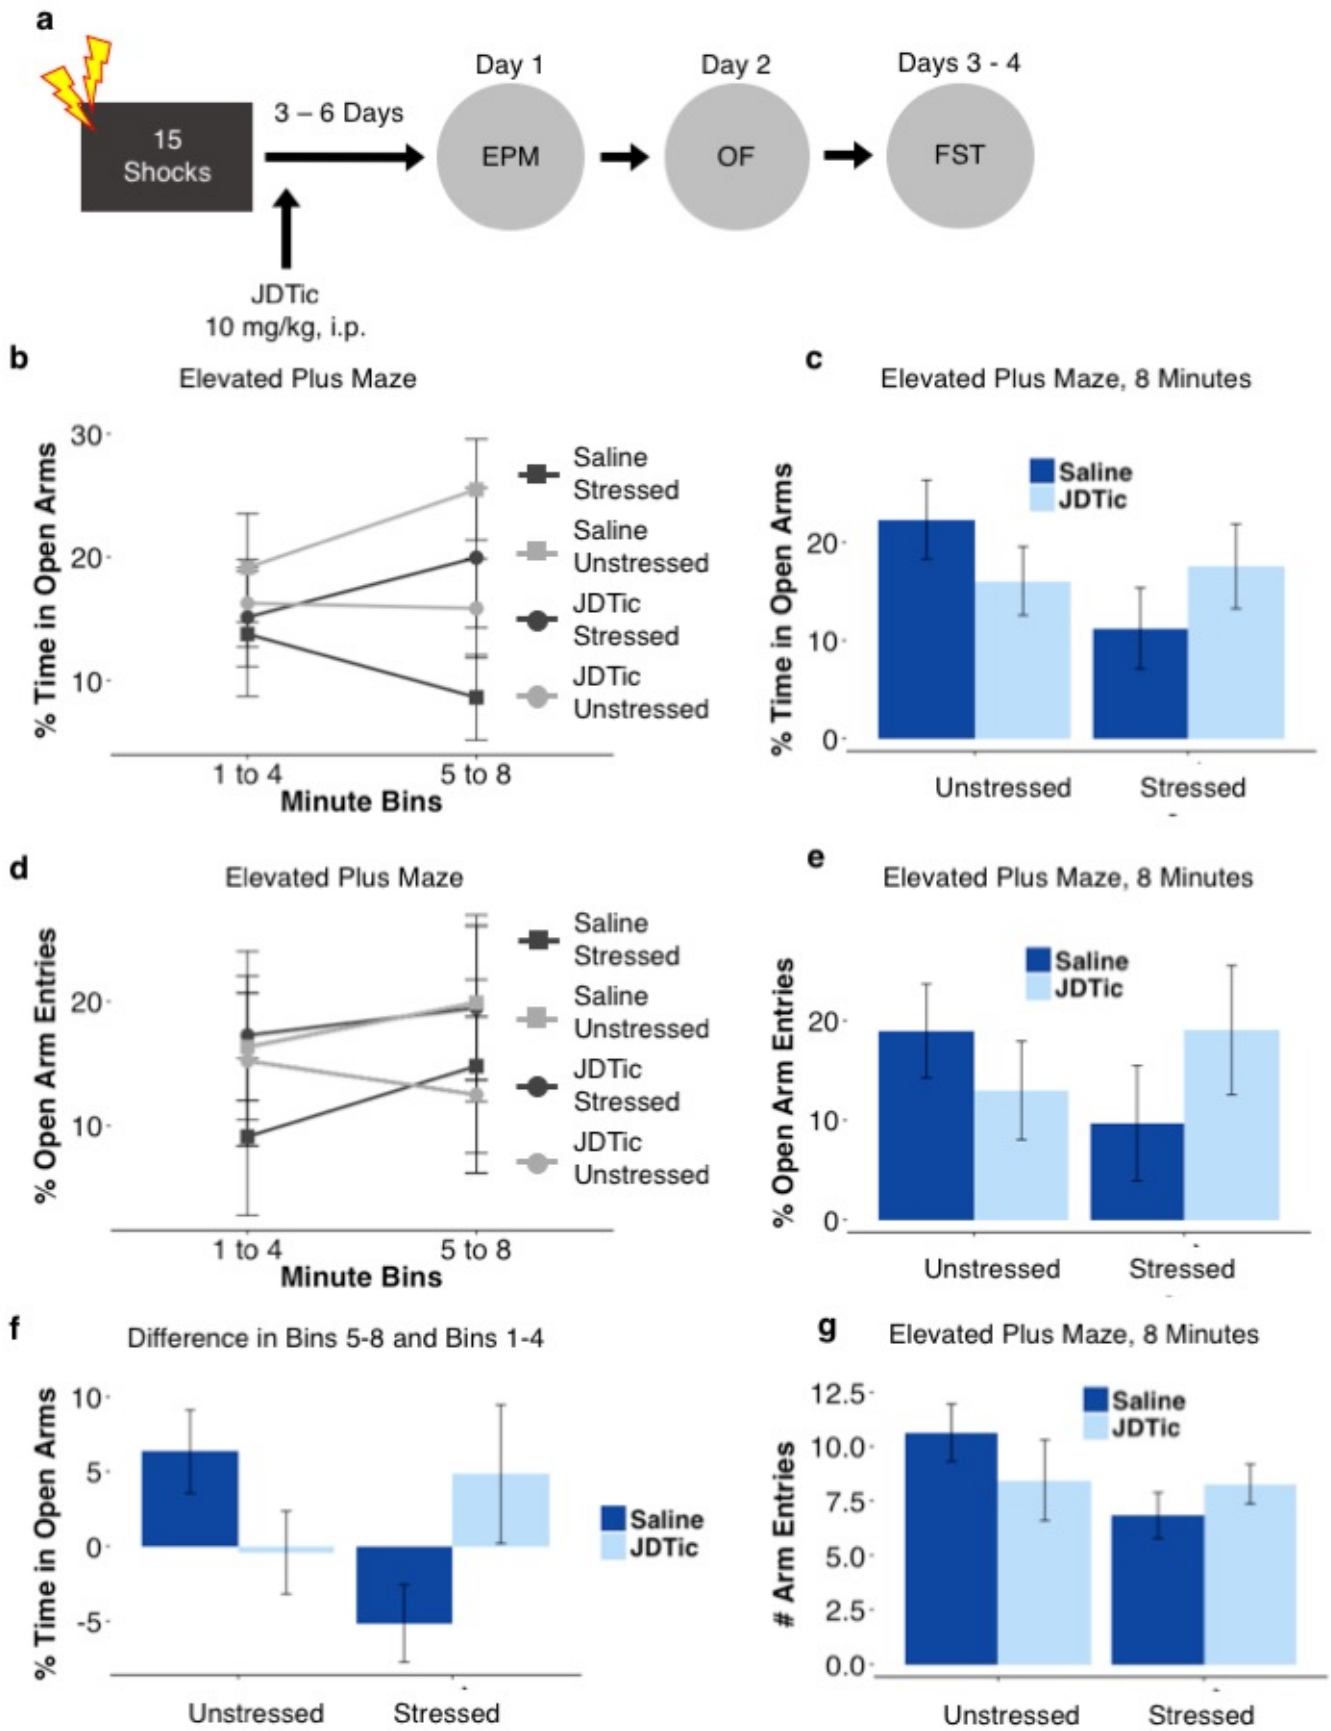 a
Day 1
Day 2
Days 3 - 4
3 – 6 Days
15
Shocks
EPM
OF
FST
JDTic
10 mg/kg, i.p.
b
Elevated Plus Maze
% Time in Open Arms
30
20
10
Saline
Stressed
Saline
Unstressed
JDTic
Stressed
JDTic
Unstressed
1 to 4
5 to 8
Minute Bins
c
Elevated Plus Maze, 8 Minutes
% Time in Open Arms
Saline
JDTic
20
10
0
Unstressed
Stressed
d
Elevated Plus Maze
% Open Arm Entries
20
10
Saline
Stressed
Saline
Unstressed
JDTic
Stressed
JDTic
Unstressed
1 to 4
5 to 8
Minute Bins
e
Elevated Plus Maze, 8 Minutes
% Open Arm Entries
Saline
JDTic
20
10
0
Unstressed
Stressed
f
Difference in Bins 5-8 and Bins 1-4
% Time in Open Arms
10
5
0
-5
Saline
JDTic
Unstressed
Stressed
g
Elevated Plus Maze, 8 Minutes
# Arm Entries
12.5
10.0
7.5
5.0
2.5
0.0
Saline
JDTic
Unstressed
Stressed